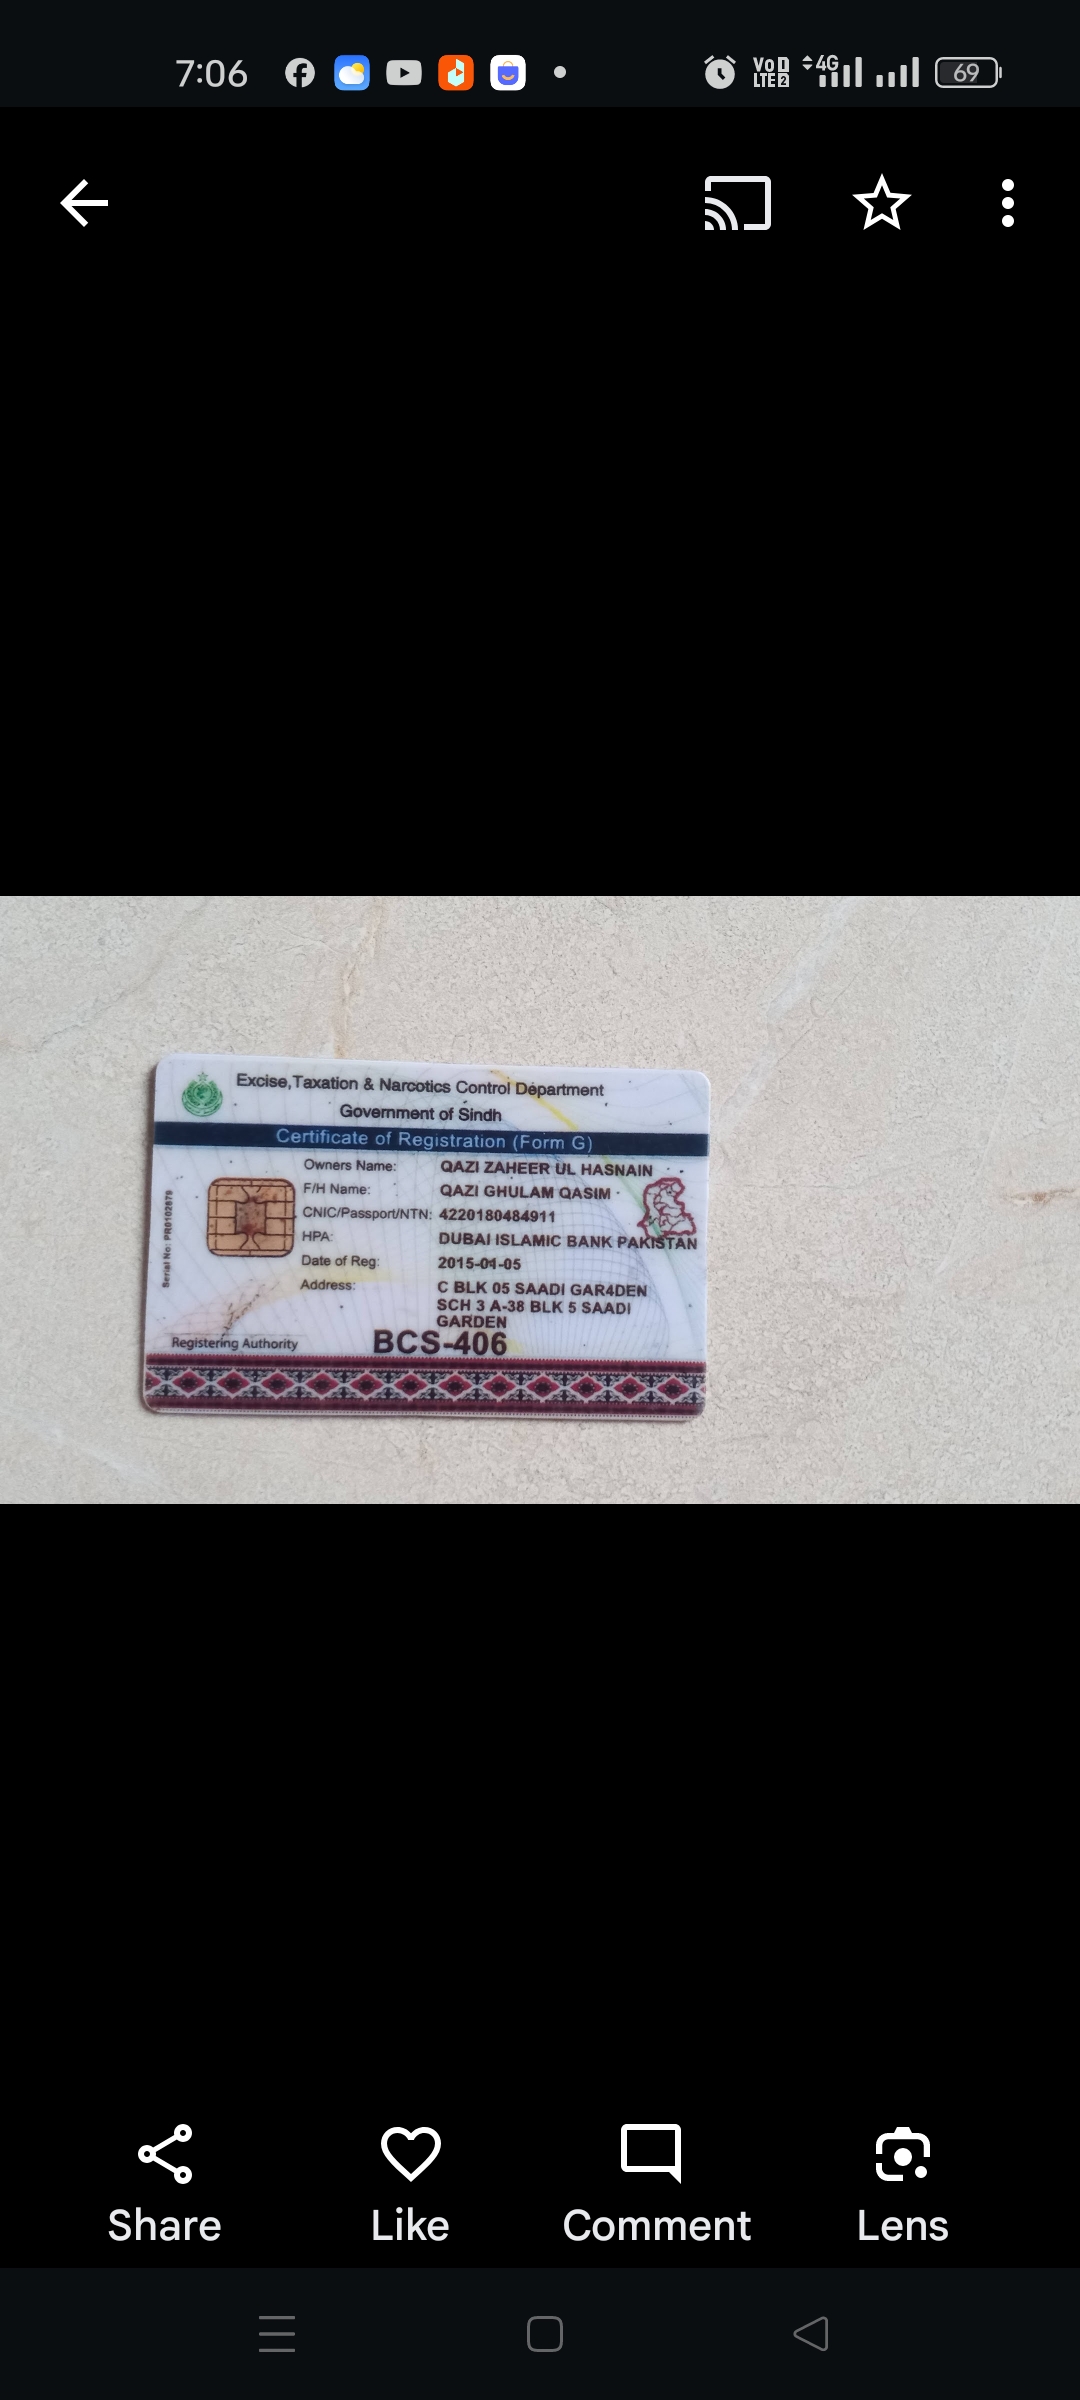 7:06
VoD LTE2 4G 69
Excise,Taxation & Narcotics Control Department
Government of Sindh
Certificate of Registration (Form G)
Owners Name: QAZI ZAHEER UL HASNAIN
F/H Name: QAZI GHULAM QASIM
CNIC/Passport/NTN: 4220180484911
HPA: DUBAI ISLAMIC BANK PAKISTAN
Date of Reg: 2015-01-05
Address: C BLK 05 SAADI GAR4DEN
SCH 3 A-38 BLK 5 SAADI
GARDEN
Serial No: PR0102679
Registering Authority
BCS-406
Share Like Comment Lens